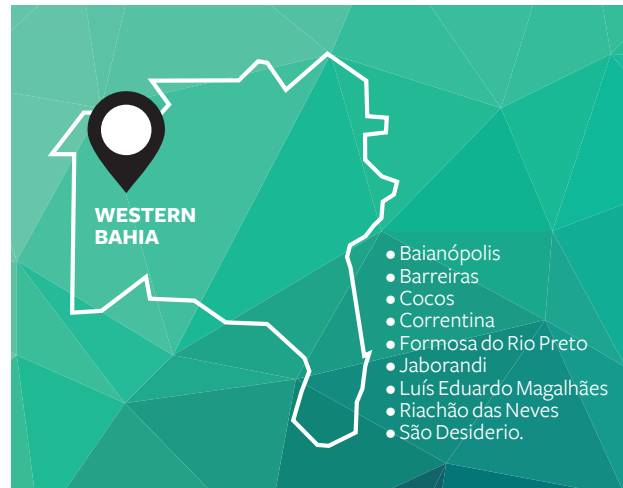 WESTERN
BAHIA
• Baianópolis
• Barreiras
• Cocos
• Correntina
• Formosa do Rio Preto
• Jaborandi
• Luís Eduardo Magalhães
• Riachão das Neves
• São Desiderio.